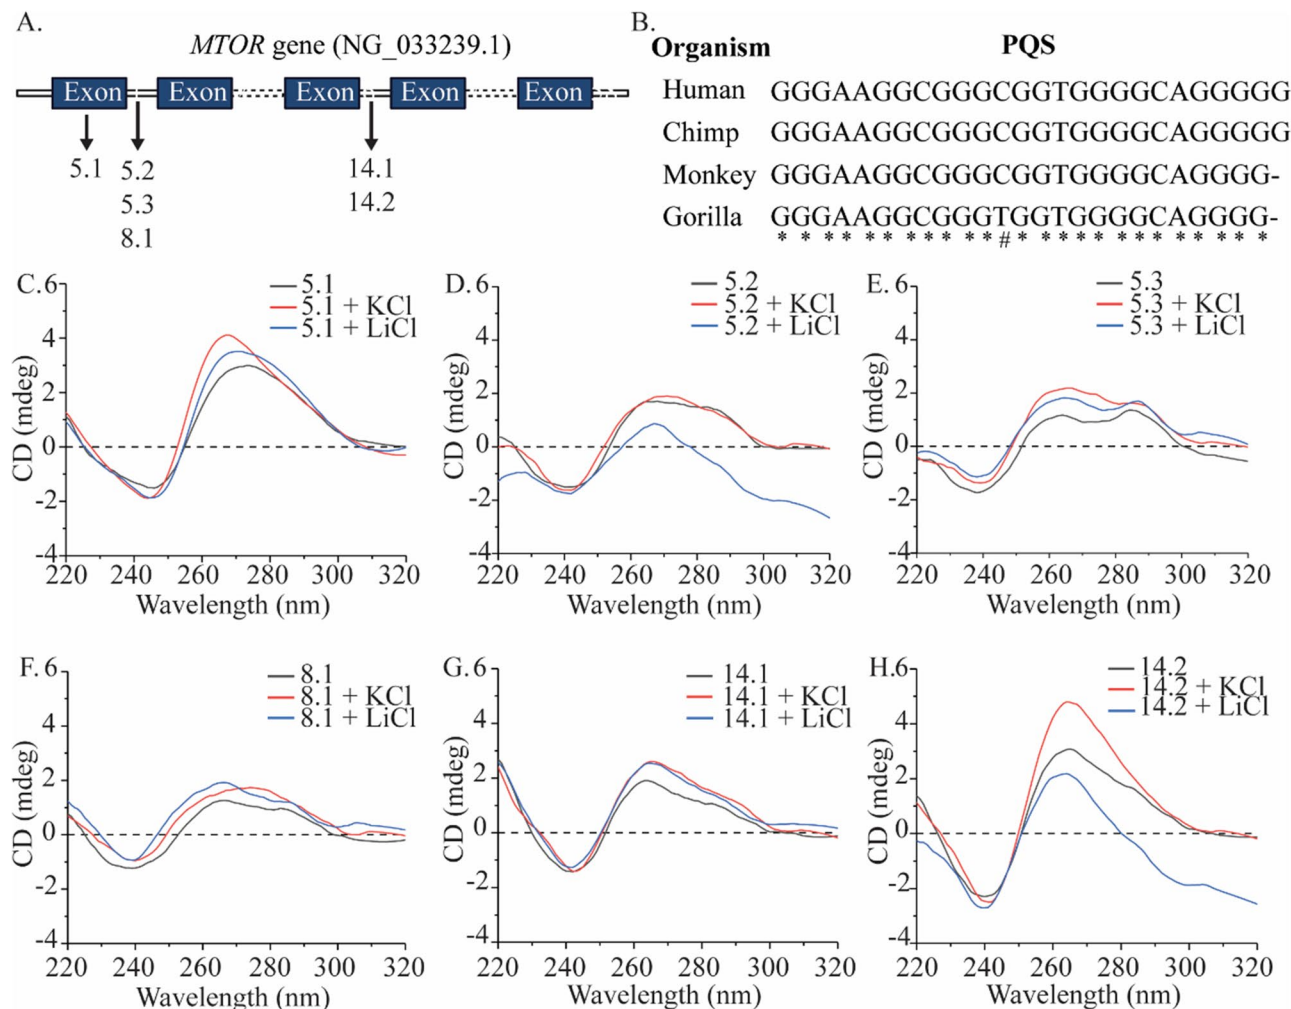 A.
MTOR gene (NG_033239.1)
Exon Exon Exon Exon Exon
5.1 5.2 14.1
5.3 14.2
8.1
B.
Organism PQS
Human GGGAAGGCGGGCGGTGGGGCAGGGGG
Chimp GGGAAGGCGGGCGGTGGGGCAGGGGG
Monkey GGGAAGGCGGGCGGTGGGGCAGGGG-
Gorilla GGGAAGGCGGGTGGTGGGGCAGGGG-
* * * * * * * * * * * # * * * * * * * * * * * * *
C.
6
4
2
0
-2
-4
CD (mdeg)
5.1
5.1 + KCl
5.1 + LiCl
220 240 260 280 300 320
Wavelength (nm)
D.
6
4
2
0
-2
-4
CD (mdeg)
5.2
5.2 + KCl
5.2 + LiCl
220 240 260 280 300 320
Wavelength (nm)
E.
6
4
2
0
-2
-4
CD (mdeg)
5.3
5.3 + KCl
5.3 + LiCl
220 240 260 280 300 320
Wavelength (nm)
F.
6
4
2
0
-2
-4
CD (mdeg)
8.1
8.1 + KCl
8.1 + LiCl
220 240 260 280 300 320
Wavelength (nm)
G.
6
4
2
0
-2
-4
CD (mdeg)
14.1
14.1 + KCl
14.1 + LiCl
220 240 260 280 300 320
Wavelength (nm)
H.
6
4
2
0
-2
-4
CD (mdeg)
14.2
14.2 + KCl
14.2 + LiCl
220 240 260 280 300 320
Wavelength (nm)